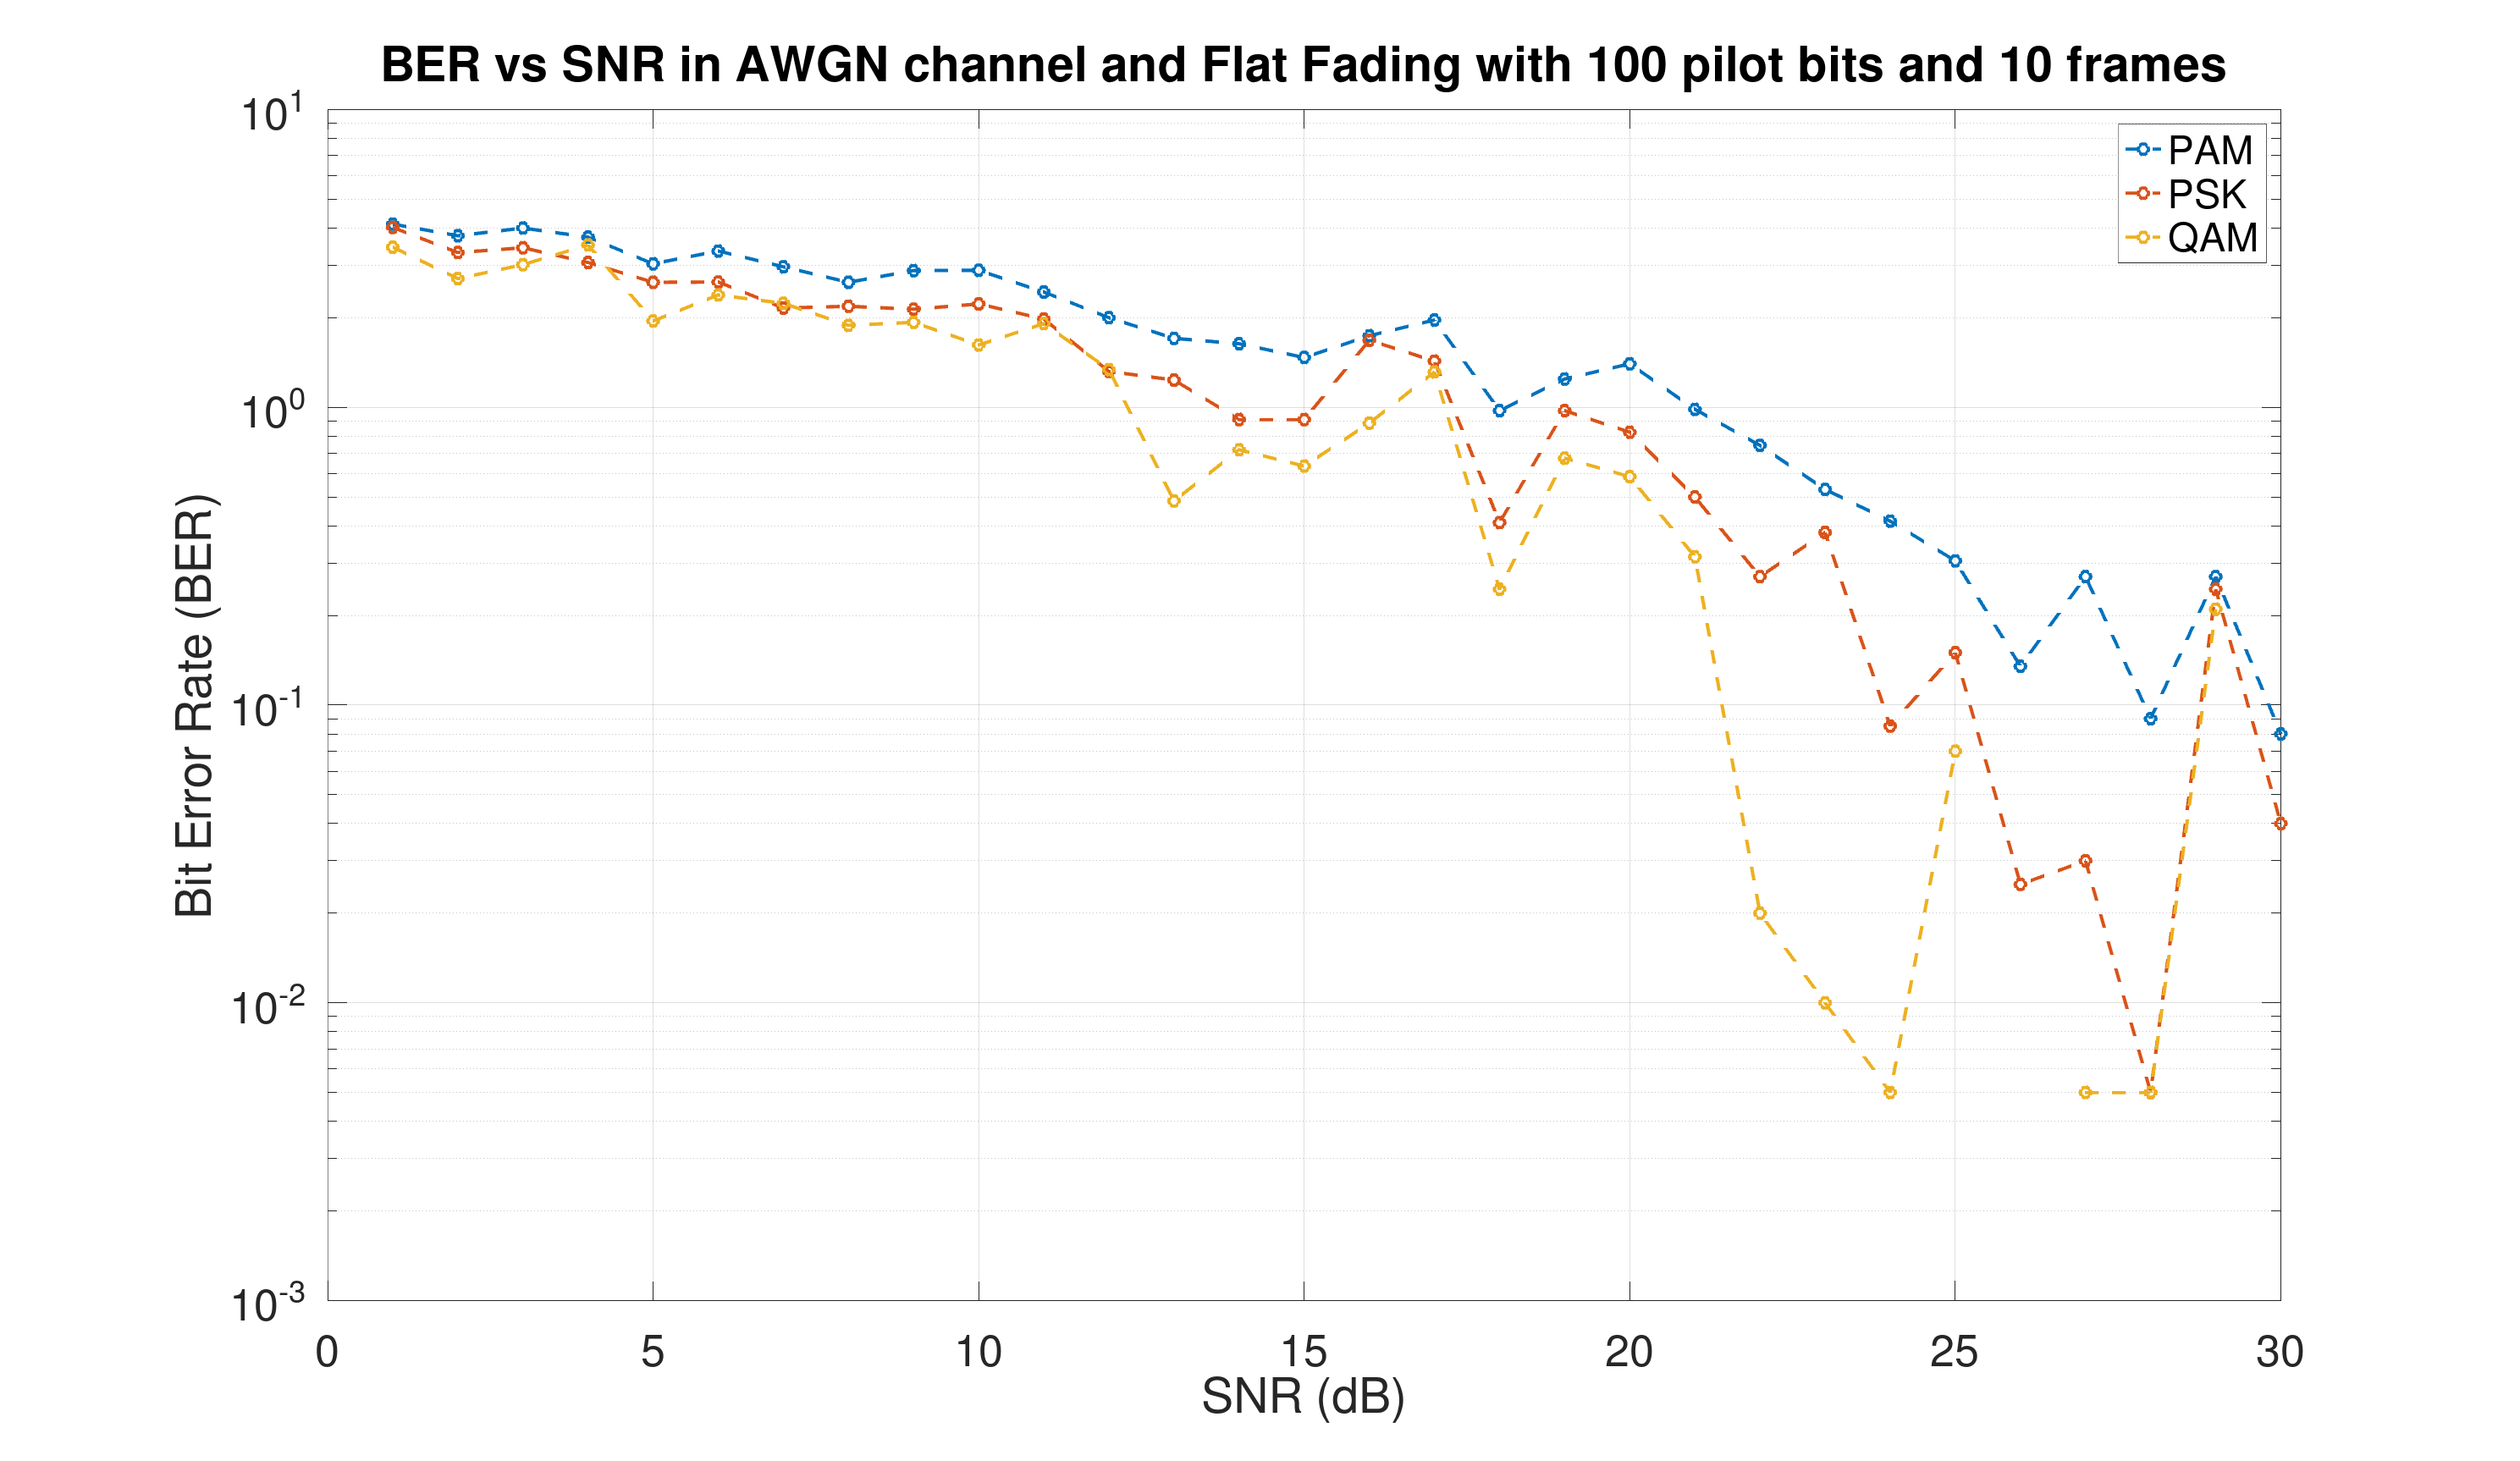 BER vs SNR in AWGN channel and Flat Fading with 100 pilot bits and 10 frames
10^1
10^0
10^-1
10^-2
10^-3
Bit Error Rate (BER)
PAM
PSK
QAM
0 5 10 15 20 25 30
SNR (dB)